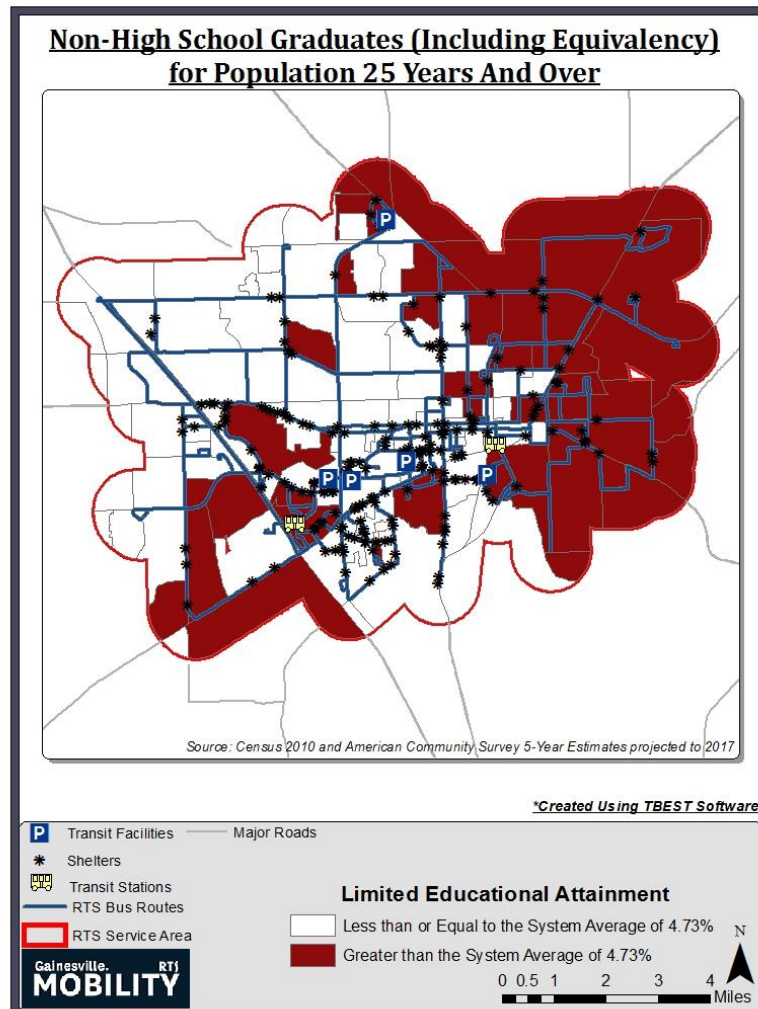 Non-High School Graduates (Including Equivalency)
for Population 25 Years And Over
P
P
P
P
P
Source: Census 2010 and American Community Survey 5-Year Estimates projected to 2017
*Created Using TBEST Software
P Transit Facilities
Major Roads
Shelters
Transit Stations
RTS Bus Routes
RTS Service Area
Limited Educational Attainment
Less than or Equal to the System Average of 4.73%
Greater than the System Average of 4.73%
N
0 0.5 1 2 3 4
Miles
Gainesville. RTS
MOBILITY